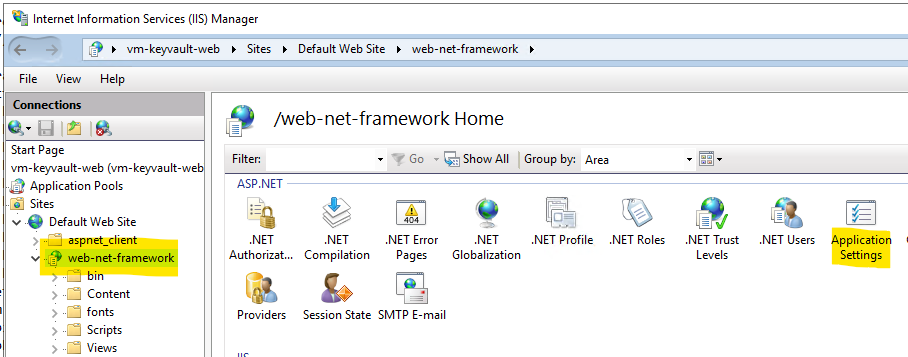 Internet Information Services (IIS) Manager
vm-keyvault-web
Sites
Default Web Site
web-net-framework
File View Help
Connections
Start Page
vm-keyvault-web (vm-keyvault-web
Application Pools
Sites
Default Web Site
aspnet_client
web-net-framework
bin
Content
fonts
Scripts
Views
/web-net-framework Home
Filter: Go Show All Group by: Area
ASP.NET
.NET Authorizat...
.NET Compilation
404
.NET Error Pages
.NET Globalization
.NET Profile
.NET Roles
.NET Trust Levels
.NET Users
Application Settings
Providers
Session State
SMTP E-mail